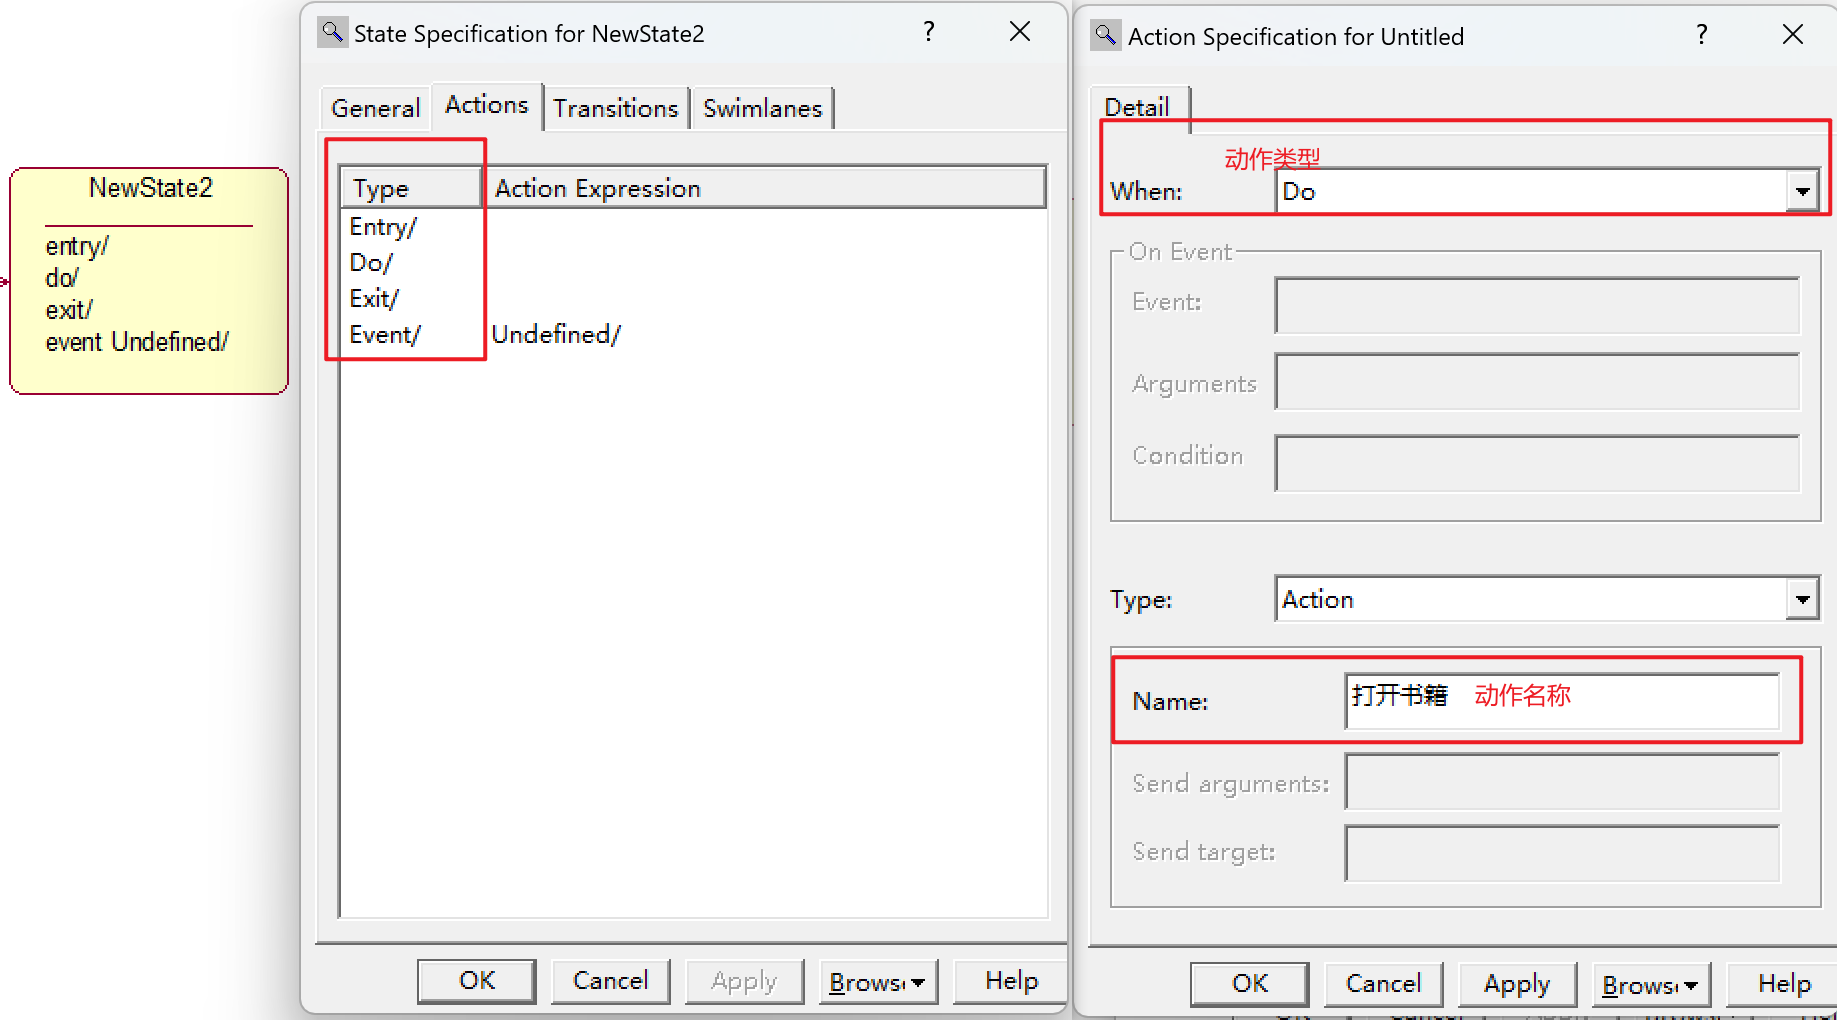 NewState2
entry/
do/
exit/
event Undefined/
State Specification for NewState2
?
General
Actions
Transitions
Swimlanes
Type
Action Expression
Entry/
Do/
Exit/
Event/ Undefined/
OK
Cancel
Apply
Brows
Help
Action Specification for Untitled
?
Detail
动作类型
When: Do
On Event
Event:
Arguments
Condition
Type: Action
Name: 打开书籍 动作名称
Send arguments:
Send target:
OK
Cancel
Apply
Brows
Help